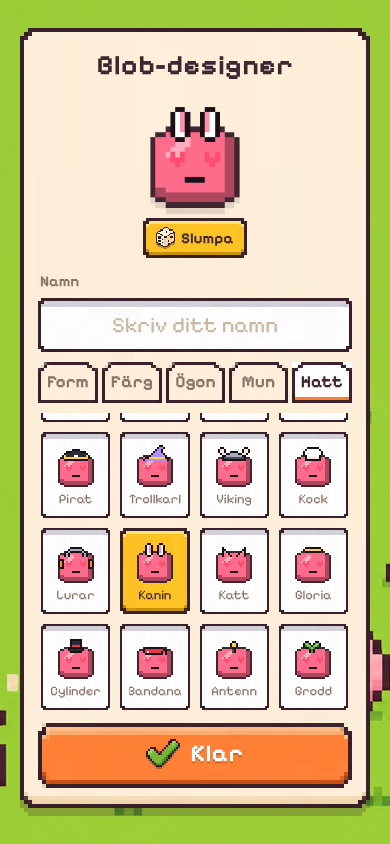 Blob-designer
Slumpa
Namn
Skriv ditt namn
Form Färg Ögon Mun Hatt
Pirat Trollkarl Viking Kock
Lurar Kanin Katt Gloria
Cylinder Bandana Antenn Grodd
Klar